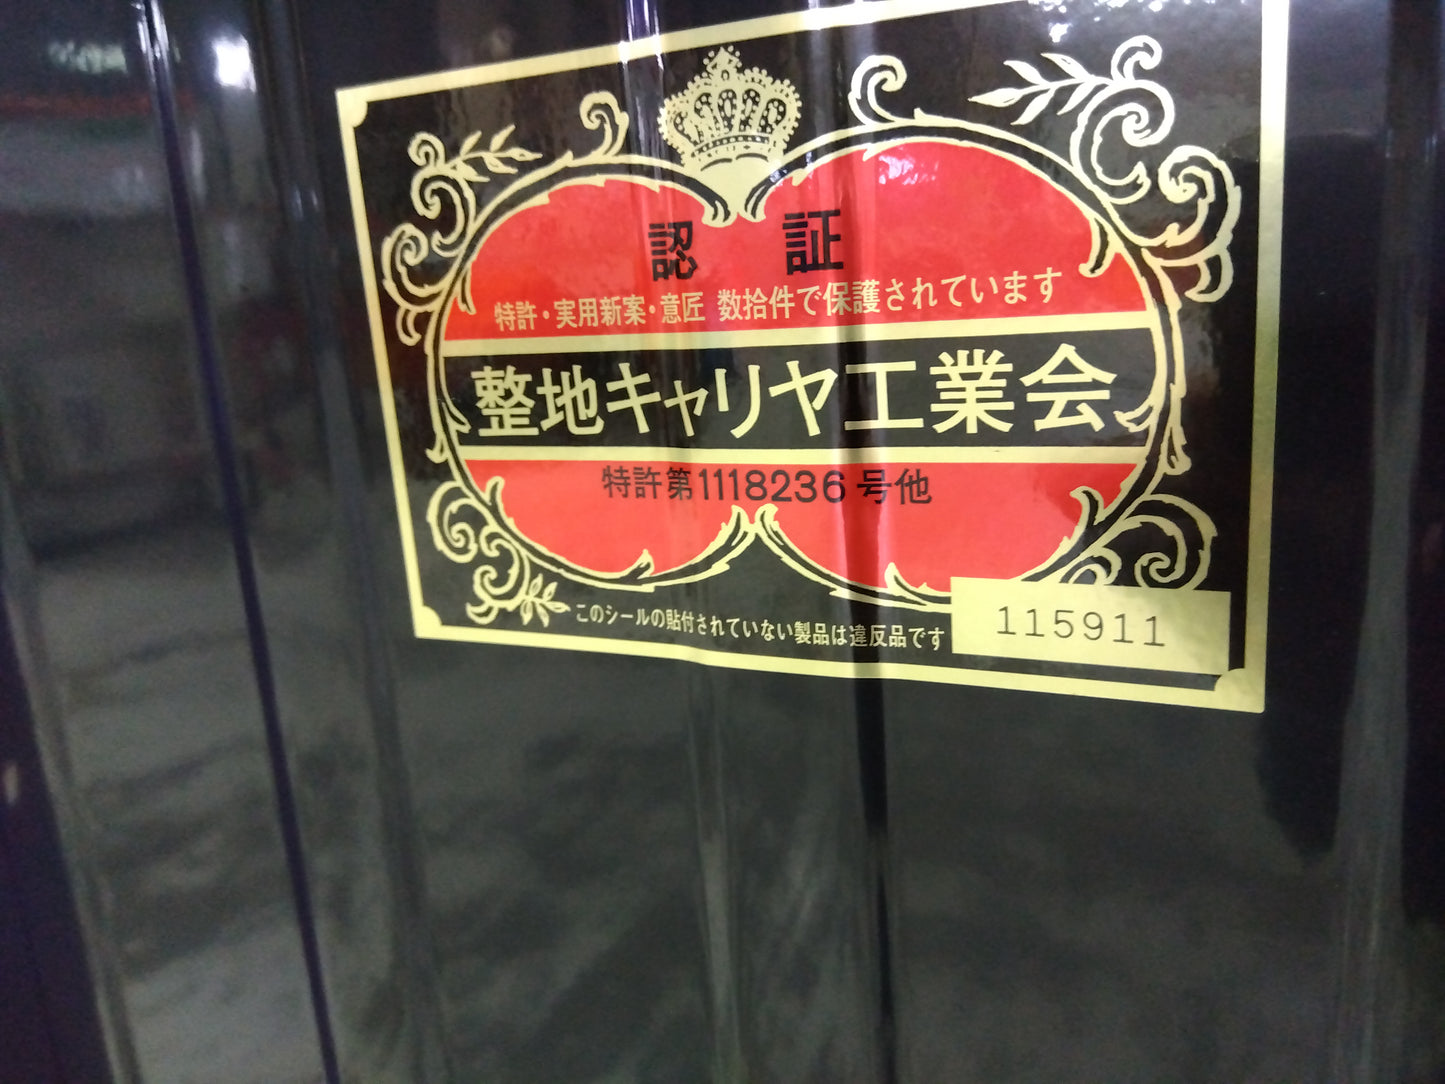 認 証
特許・実用新案・意匠 数拾件で保護されています
整地キャリヤ工業会
特許第1118236号他
このシールの貼付されていない製品は違反品です
115911